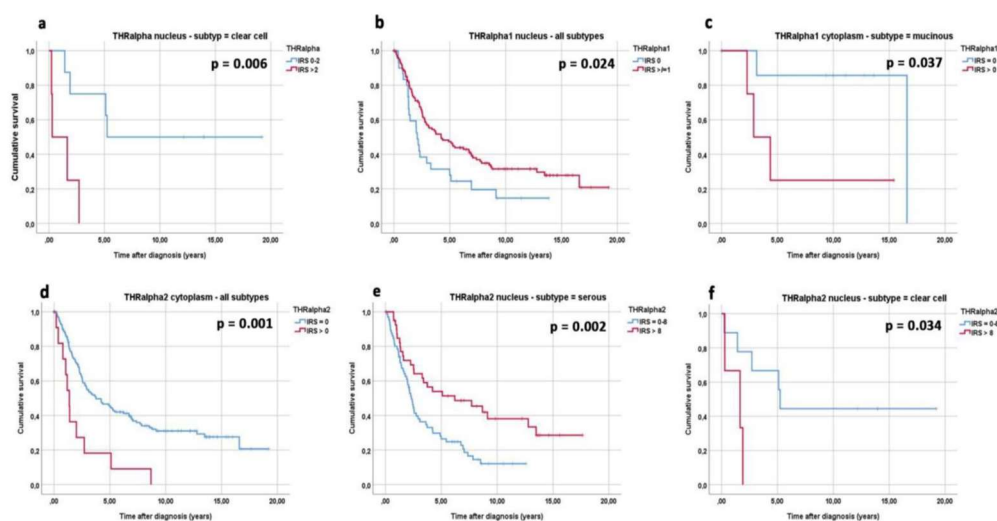 a
THRalpha nucleus - subtyp = clear cell
THRalpha
IRS 0-2
IRS >2
p = 0.006
Cumulative survival
1,0
0,8
0,6
0,4
0,2
0,0
,00 5,00 10,00 15,00 20,00
Time after diagnosis (years)
b
THRalpha1 nucleus - all subtypes
THRalpha1
IRS 0
IRS >/=1
p = 0.024
Cumulative survival
1,0
0,8
0,6
0,4
0,2
0,0
,00 5,00 10,00 15,00 20,00
Time after diagnosis (years)
c
THRalpha1 cytoplasm - subtype = mucinous
THRalpha1
IRS = 0
IRS > 0
p = 0.037
Cumulative survival
1,0
0,8
0,6
0,4
0,2
0,0
,00 5,00 10,00 15,00 20,00
Time after diagnosis (years)
d
THRalpha2 cytoplasm - all subtypes
THRalpha2
IRS = 0
IRS > 0
p = 0.001
Cumulative survival
1,0
0,8
0,6
0,4
0,2
0,0
,00 5,00 10,00 15,00 20,00
Time after diagnosis (years)
e
THRalpha2 nucleus - subtype = serous
THRalpha2
IRS = 0-8
IRS > 8
p = 0.002
Cumulative survival
1,0
0,8
0,6
0,4
0,2
0,0
,00 5,00 10,00 15,00 20,00
Time after diagnosis (years)
f
THRalpha2 nucleus - subtype = clear cell
THRalpha2
IRS = 0-8
IRS > 8
p = 0.034
Cumulative survival
1,0
0,8
0,6
0,4
0,2
0,0
,00 5,00 10,00 15,00 20,00
Time after diagnosis (years)